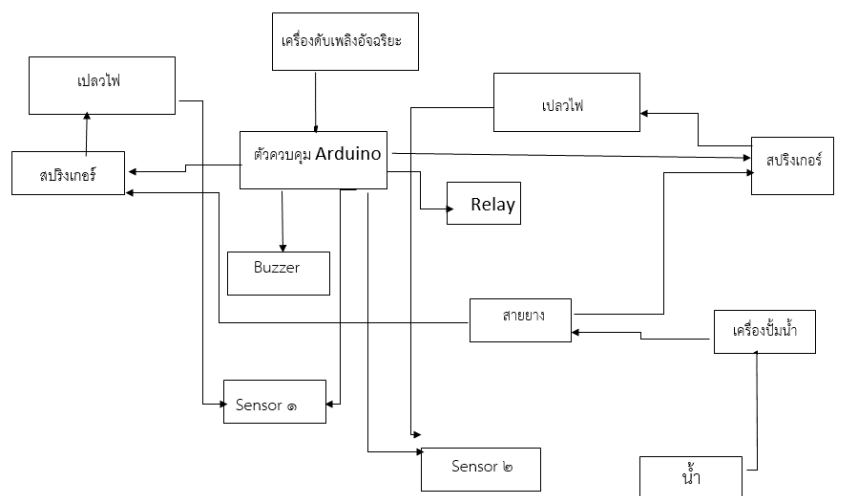 เครื่องดับเพลิงอัจฉริยะ
เปลวไฟ
เปลวไฟ
ตัวควบคุม Arduino
สปริงเกอร์
สปริงเกอร์
Relay
Buzzer
สายยาง
เครื่องปั้มน้ำ
Sensor ๑
Sensor ๒
น้ำ